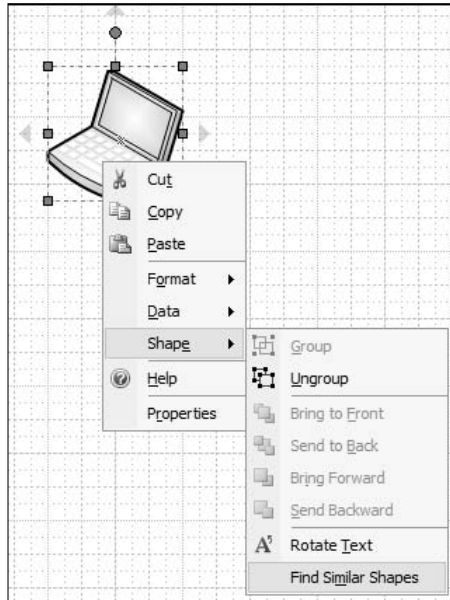 Cut
Copy
Paste
Format
Data
Shape
Help
Properties
Group
Ungroup
Bring to Front
Send to Back
Bring Forward
Send Backward
Rotate Text
Find Similar Shapes